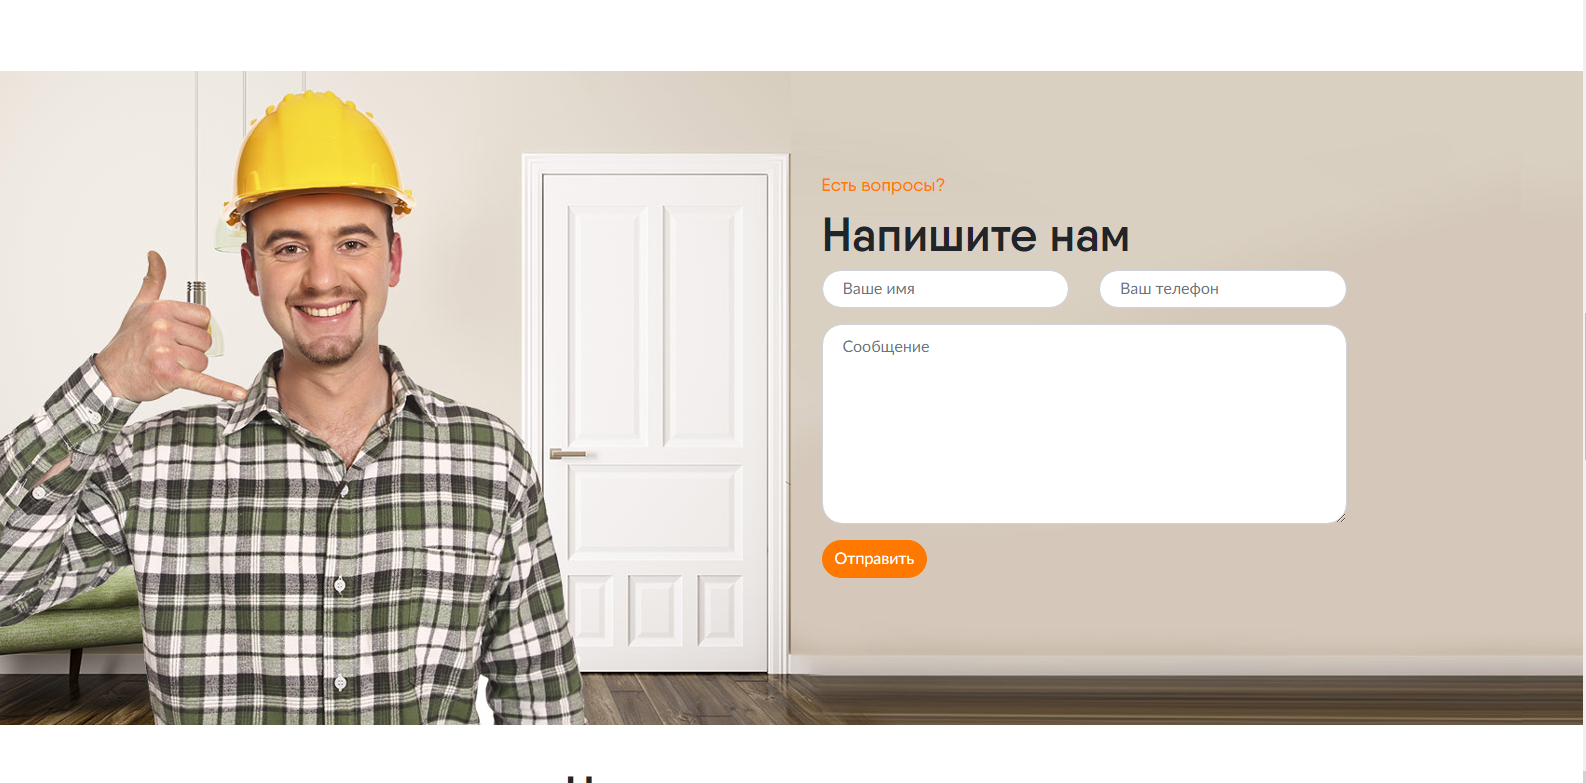 Есть вопросы?
Напишите нам
Ваше имя
Ваш телефон
Сообщение
Отправить